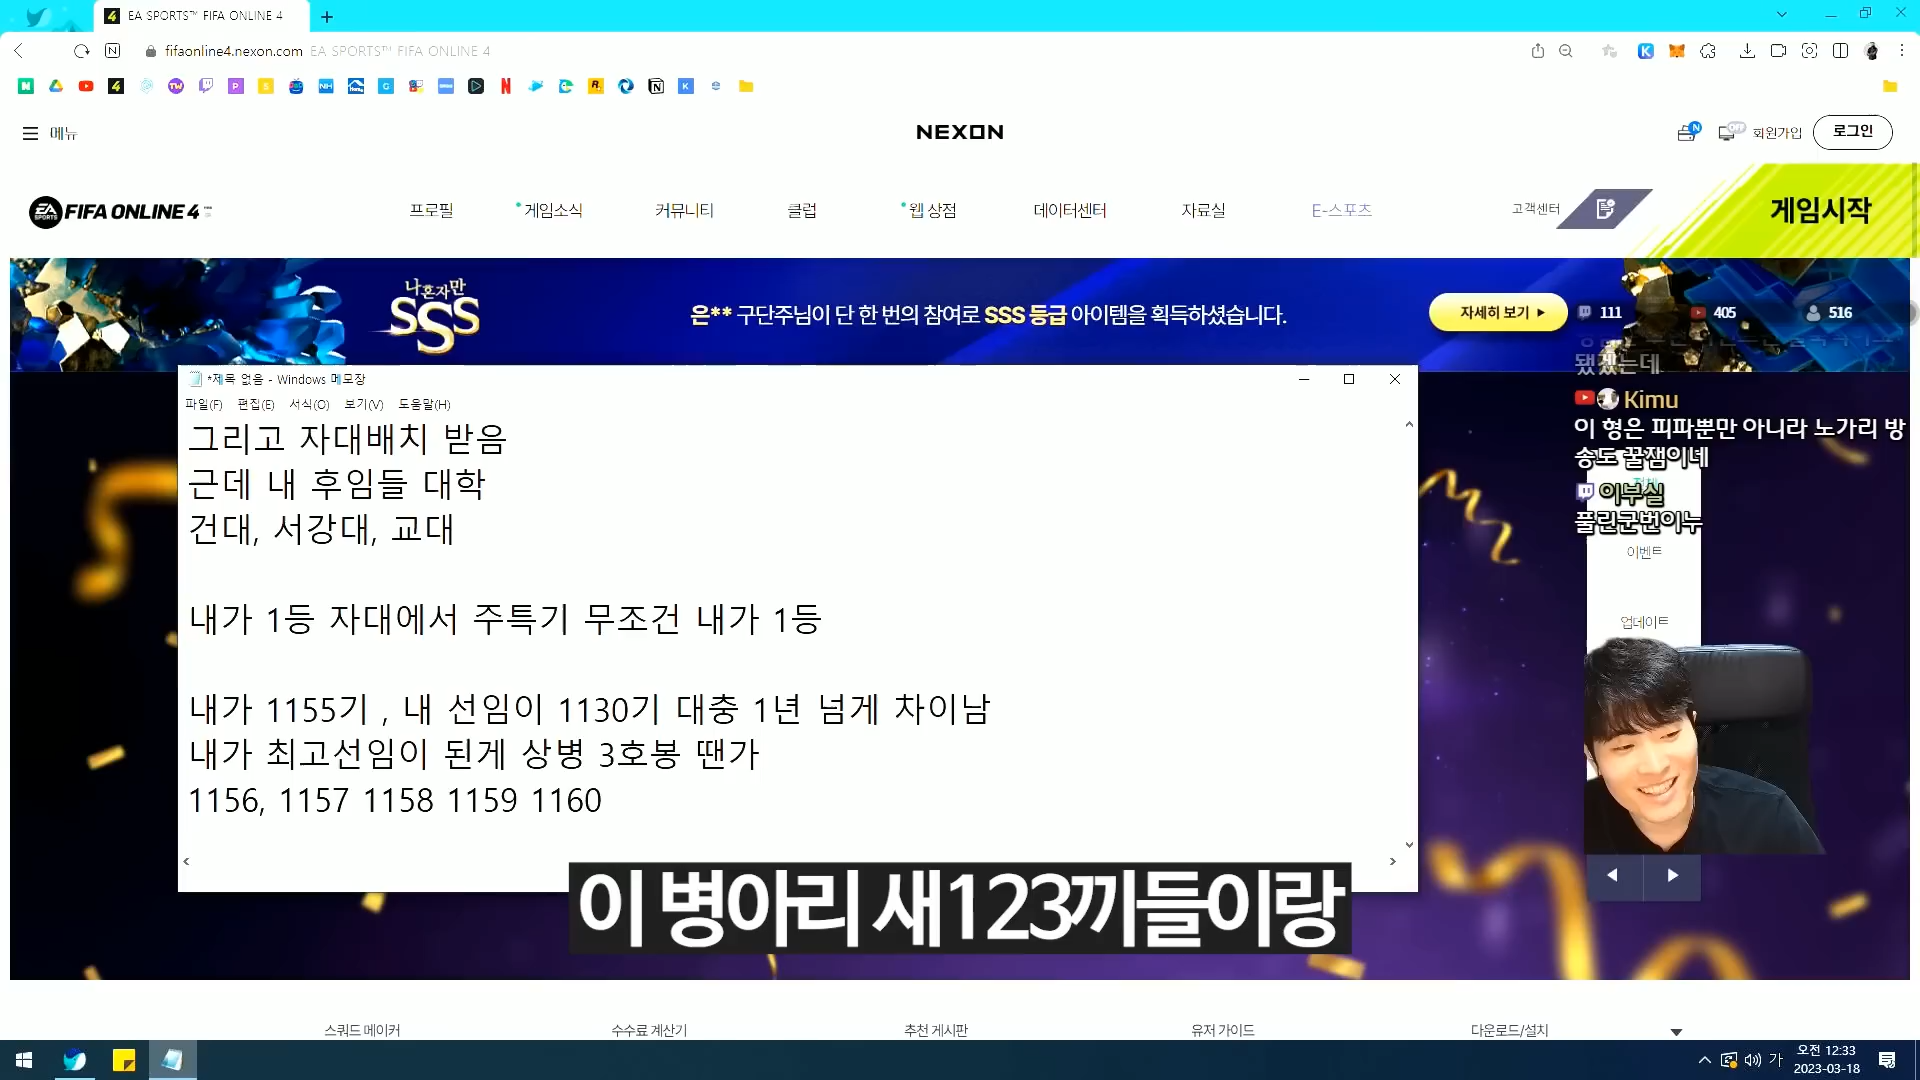 EA SPORTS™ FIFA ONLINE 4
fifaonline4.nexon.com EA SPORTS™ FIFA ONLINE 4
메뉴
NEXON
회원가입
로그인
EA SPORTS FIFA ONLINE 4
프로필
게임소식
커뮤니티
클럽
웹 상점
데이터센터
자료실
E-스포츠
고객센터
게임시작
나 혼자만
SSS
은** 구단주님이 단 한 번의 참여로 SSS 등급 아이템을 획득하셨습니다.
자세히 보기
111
405
516
됐겠는데
Kimu
이 형은 피파뿐만 아니라 노가리 방
송도 꿀잼이네
이부실
풀린군번이누
이벤트
업데이트
*제목 없음 - Windows 메모장
파일(F) 편집(E) 서식(O) 보기(V) 도움말(H)
그리고 자대배치 받음
근데 내 후임들 대학
건대, 서강대, 교대
내가 1등 자대에서 주특기 무조건 내가 1등
내가 1155기 , 내 선임이 1130기 대충 1년 넘게 차이남
내가 최고선임이 된게 상병 3호봉 땐가
1156, 1157 1158 1159 1160
이 병아리 새123끼들이랑
스쿼드 메이커
수수료 계산기
추천 게시판
유저 가이드
다운로드/설치
가
오전 12:33
2023-03-18